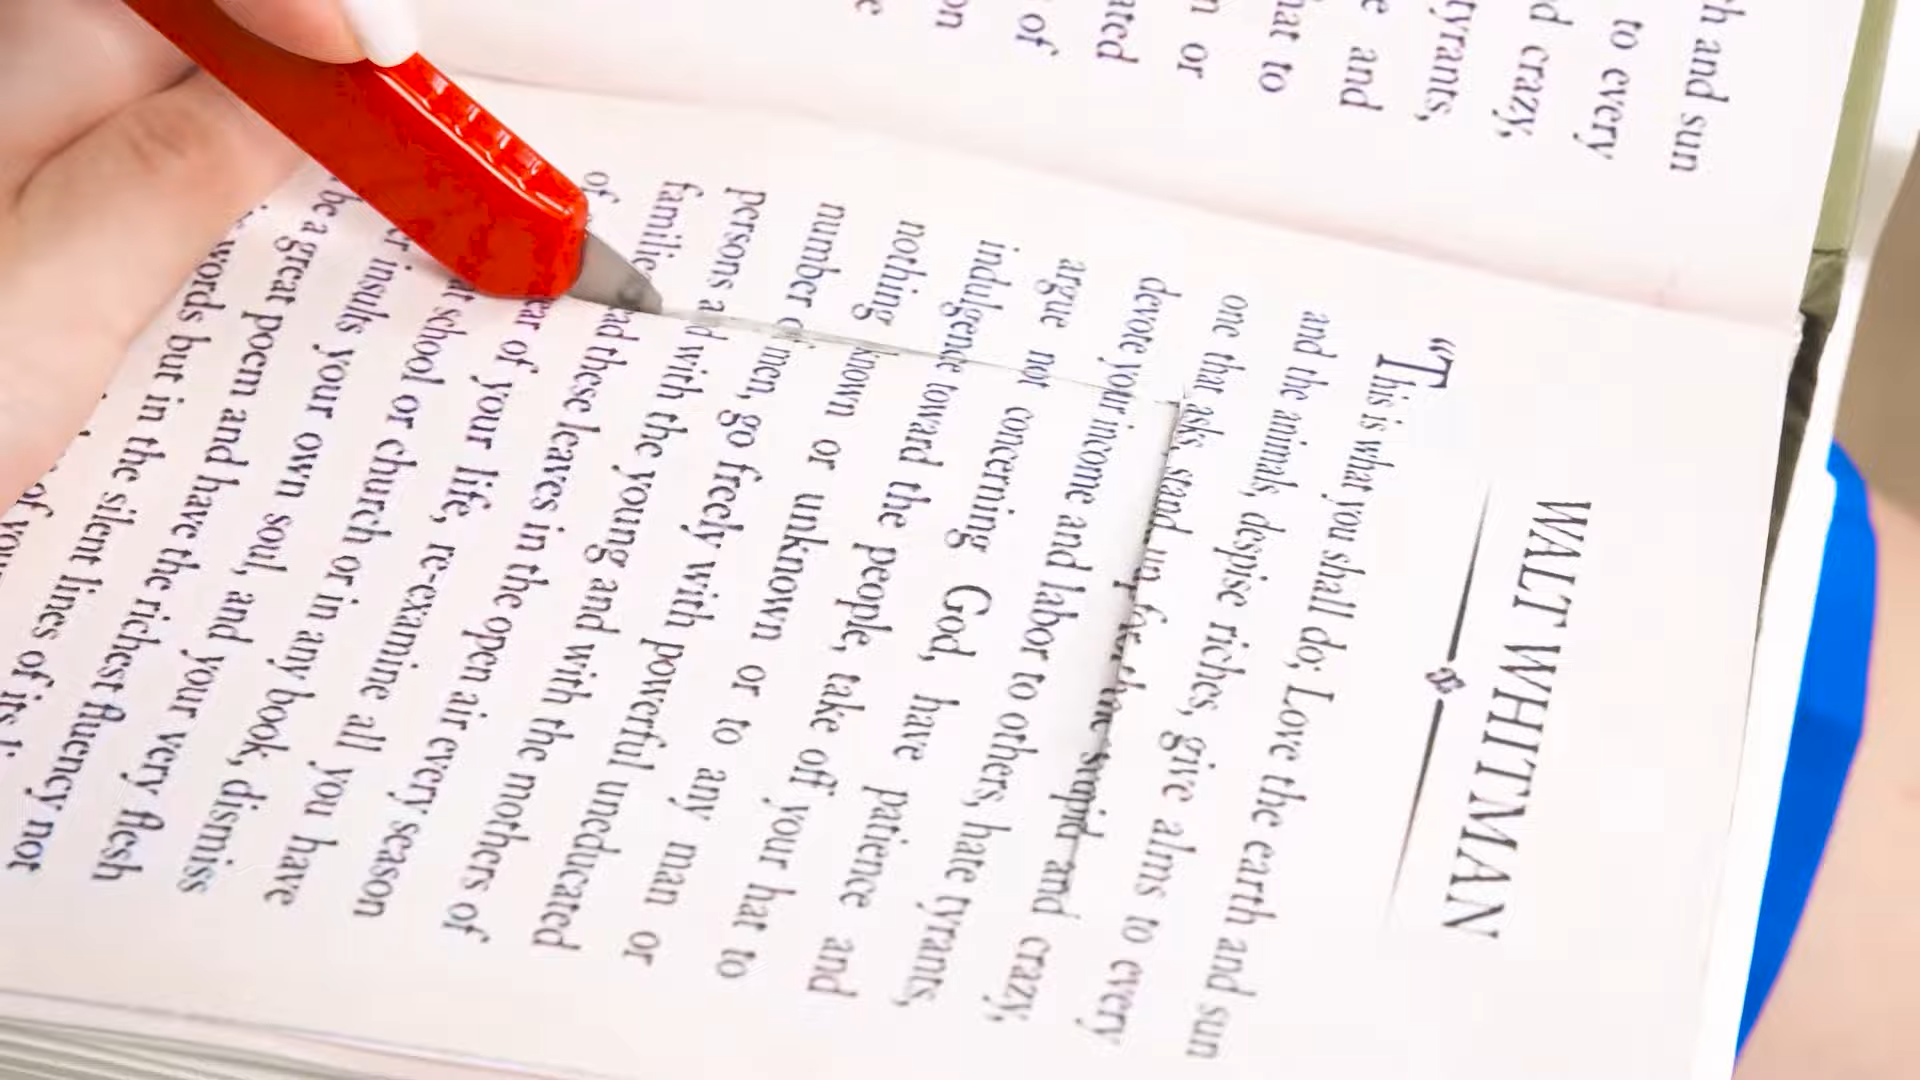 and sun
to every
crazy,
tyrants,
and
to
or
of
WALT WHITMAN
"This is what you shall do; Love the earth and sun
and the animals, despise riches, give alms to every
one that asks, stand up for the stupid and crazy,
devote your income and labor to others, hate tyrants,
argue not concerning God, have patience and
indulgence toward the people, take off your hat to
nothing known or unknown or to any man or
number of men, go freely with powerful uneducated
persons and with the young and with the mothers of
families these leaves in the open air every season
of of your life, re-examine all you have
at school or church or in any book, dismiss
insults your own soul, and your very flesh
be a great poem and have the richest fluency not
words but in the silent lines of its
of